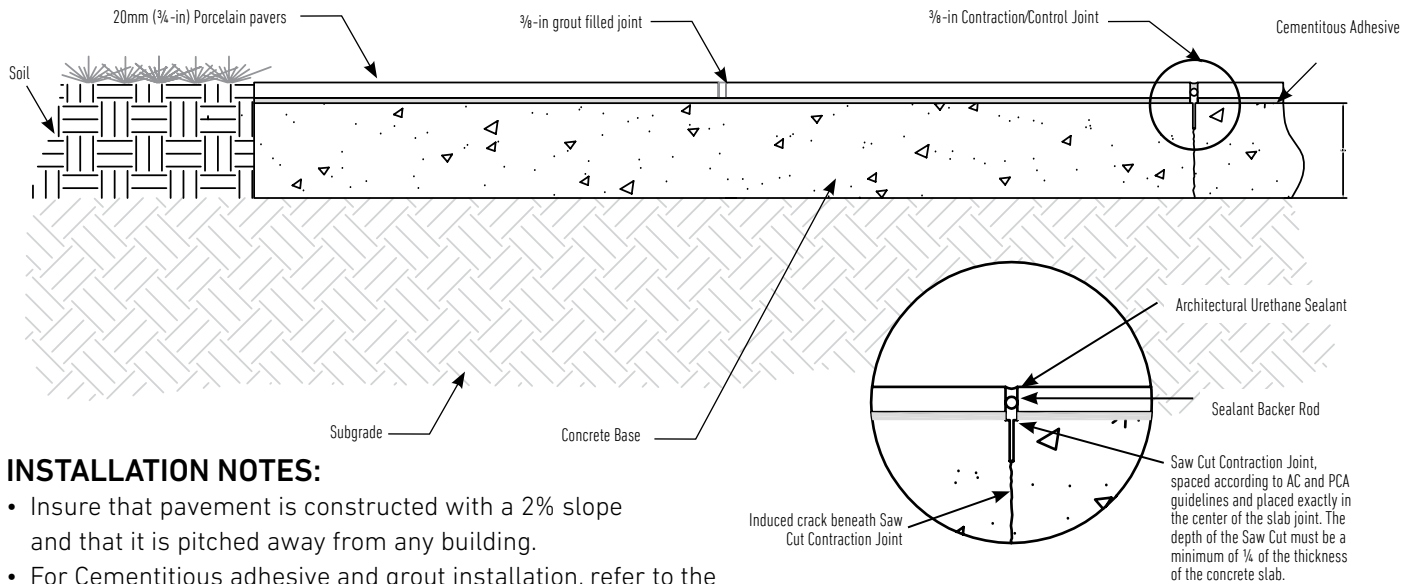 20mm (¾-in) Porcelain pavers
⅜-in grout filled joint
⅜-in Contraction/Control Joint
Cementitous Adhesive
Soil
Architectural Urethane Sealant
Sealant Backer Rod
Subgrade
Concrete Base
Saw Cut Contraction Joint,
spaced according to AC and PCA
guidelines and placed exactly in
the center of the slab joint. The
depth of the Saw Cut must be a
minimum of ¼ of the thickness
of the concrete slab.
Induced crack beneath Saw
Cut Contraction Joint
INSTALLATION NOTES:
• Insure that pavement is constructed with a 2% slope
and that it is pitched away from any building.
• For Cementitious adhesive and grout installation, refer to the